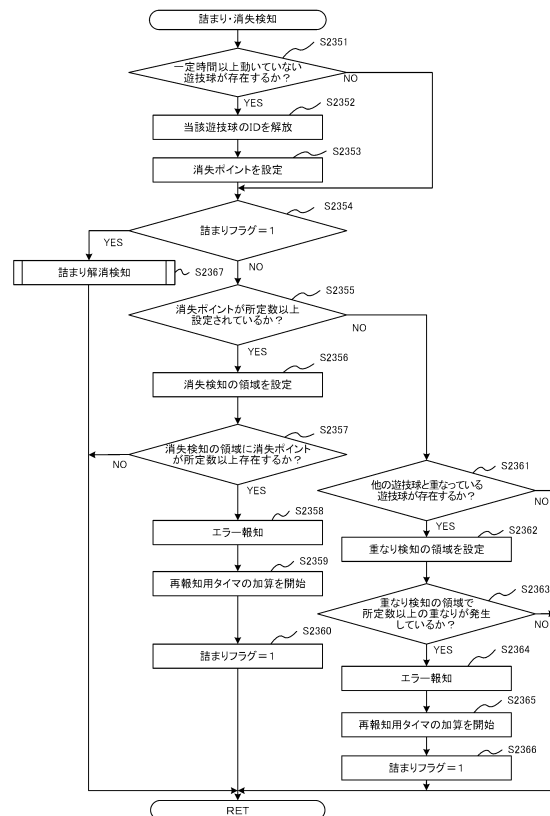 詰まり・消失検知
S2351
一定時間以上動いていない
遊技球が存在するか？
NO
YES
S2352
当該遊技球のIDを解放
S2353
消失ポイントを設定
S2354
詰まりフラグ＝1
YES
NO
詰まり解消検知
S2367
S2355
消失ポイントが所定数以上
設定されているか？
NO
YES
S2356
消失検知の領域を設定
S2357
消失検知の領域に消失ポイント
が所定数以上存在するか？
NO
YES
S2358
エラー報知
S2359
再報知用タイマの加算を開始
S2360
詰まりフラグ＝1
S2361
他の遊技球と重なっている
遊技球が存在するか？
NO
YES
S2362
重なり検知の領域を設定
S2363
重なり検知の領域で
所定数以上の重なりが発生
しているか？
NO
YES
S2364
エラー報知
S2365
再報知用タイマの加算を開始
S2366
詰まりフラグ＝1
RET